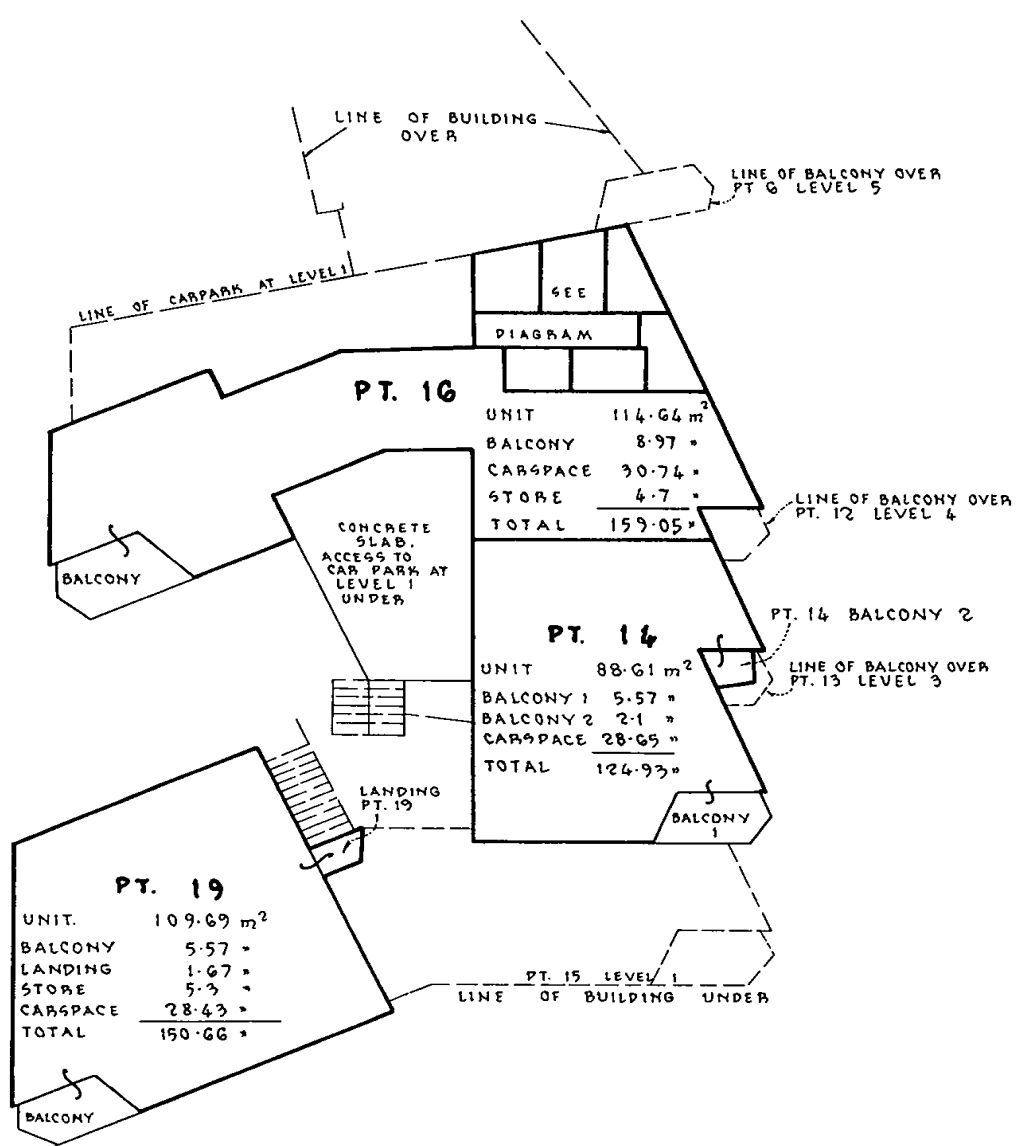 LINE OF BUILDING
OVER
LINE OF BALCONY OVER
PT 6 LEVEL 5
LINE OF CARPARK AT LEVEL 1
SEE
DIAGRAM
PT. 16
UNIT 114.64 m²
BALCONY 8.97 "
CARSPACE 30.74 "
STORE 4.7 "
TOTAL 159.05 "
LINE OF BALCONY OVER
PT. 12 LEVEL 4
CONCRETE
SLAB.
ACCESS TO
CAR PARK AT
LEVEL 1
UNDER
BALCONY
PT. 14 BALCONY 2
PT. 14
UNIT 88.61 m²
BALCONY 1 5.57 "
BALCONY 2 2.1 "
CARSPACE 28.65 "
TOTAL 124.93 "
LINE OF BALCONY OVER
PT. 13 LEVEL 3
LANDING
PT. 19
BALCONY
1
PT. 19
UNIT. 109.69 m²
BALCONY 5.57 "
LANDING 1.67 "
STORE 5.3 "
CARSPACE 28.43 "
TOTAL 150.66 "
PT. 15 LEVEL 1
LINE OF BUILDING UNDER
BALCONY